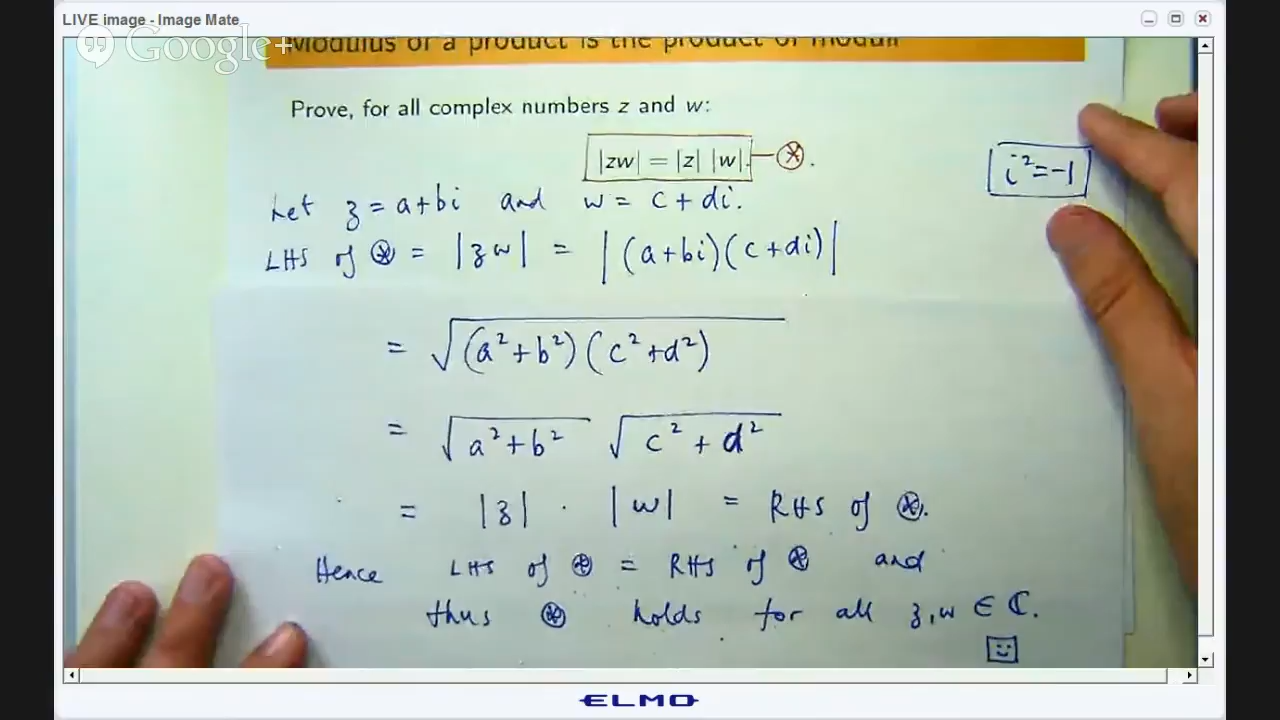 LIVE image - Image Mate
Google+
Modulus of a product is the product of moduli
Prove, for all complex numbers z and w:
|zw| = |z| |w|. — ⊛.
i² = -1
Let z = a + bi and w = c + di.
LHS of ⊛ = |zw| = |(a+bi)(c+di)|
= √((a²+b²)(c²+d²))
= √(a²+b²) √(c²+d²)
= |z| · |w| = RHS of ⊛.
Hence LHS of ⊛ = RHS of ⊛ and
thus ⊛ holds for all z, w ∈ ℂ.
ELMO